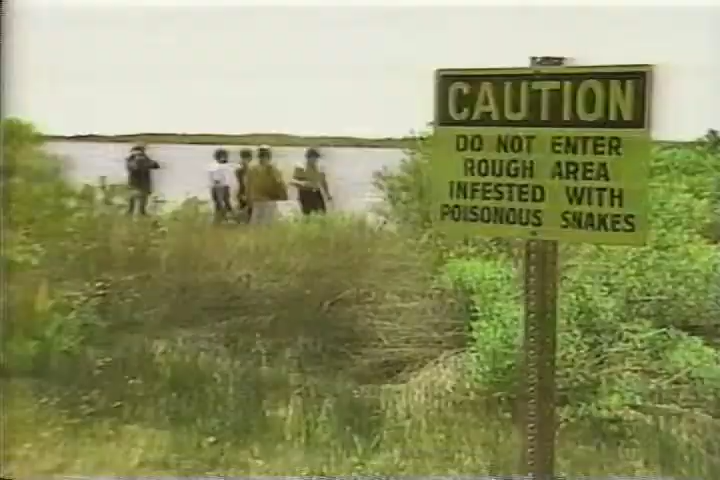 CAUTION
DO NOT ENTER
ROUGH AREA
INFESTED WITH
POISONOUS SNAKES